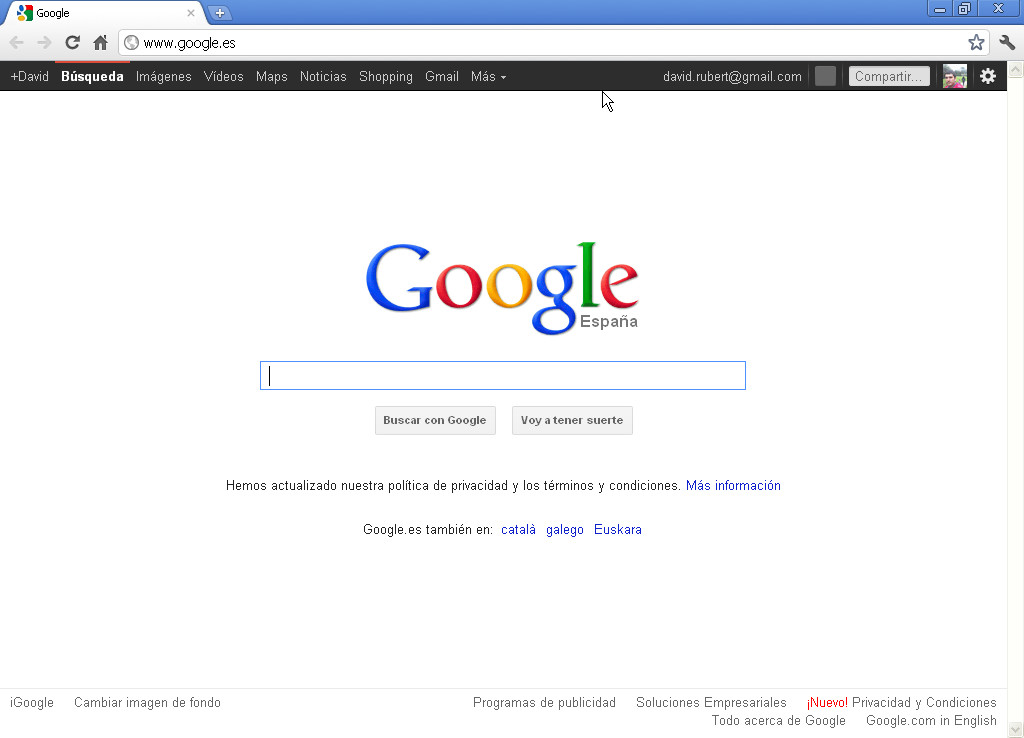 Google
www.google.es
+David Búsqueda Imágenes Vídeos Maps Noticias Shopping Gmail Más david.rubert@gmail.com Compartir...
Google
España
Buscar con Google Voy a tener suerte
Hemos actualizado nuestra política de privacidad y los términos y condiciones. Más información
Google.es también en: català galego Euskara
iGoogle Cambiar imagen de fondo Programas de publicidad Soluciones Empresariales ¡Nuevo! Privacidad y Condiciones
Todo acerca de Google Google.com in English